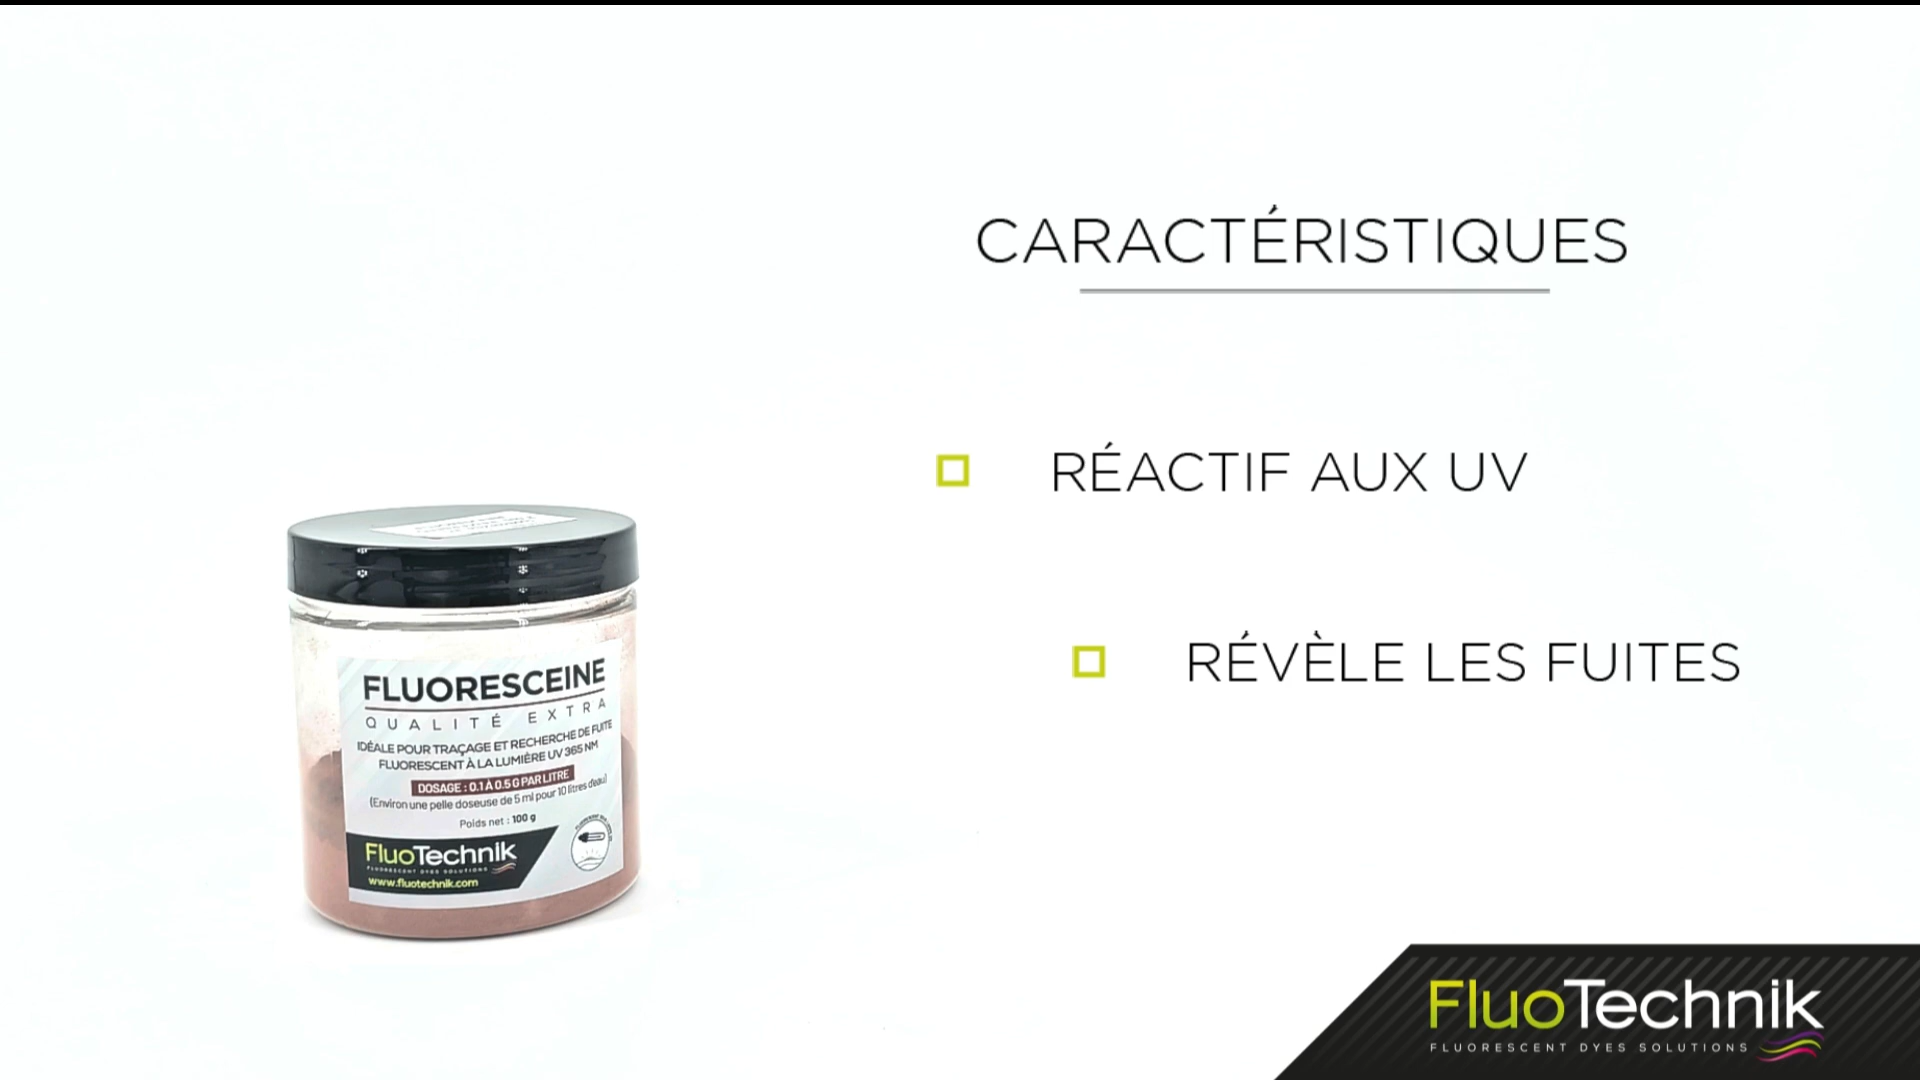 CARACTÉRISTIQUES
RÉACTIF AUX UV
RÉVÈLE LES FUITES
FLUORESCEINE
QUALITÉ EXTRA
IDÉALE POUR TRAÇAGE ET RECHERCHE DE FUITE
FLUORESCENT À LA LUMIÈRE UV 365 NM
DOSAGE : 0.1 À 0.5 G PAR LITRE
(Environ une pelle doseuse de 5 ml pour 10 litres d'eau)
Poids net : 100 g
FluoTechnik
FLUORESCENT DYES SOLUTIONS
www.fluotechnik.com
FluoTechnik
FLUORESCENT DYES SOLUTIONS